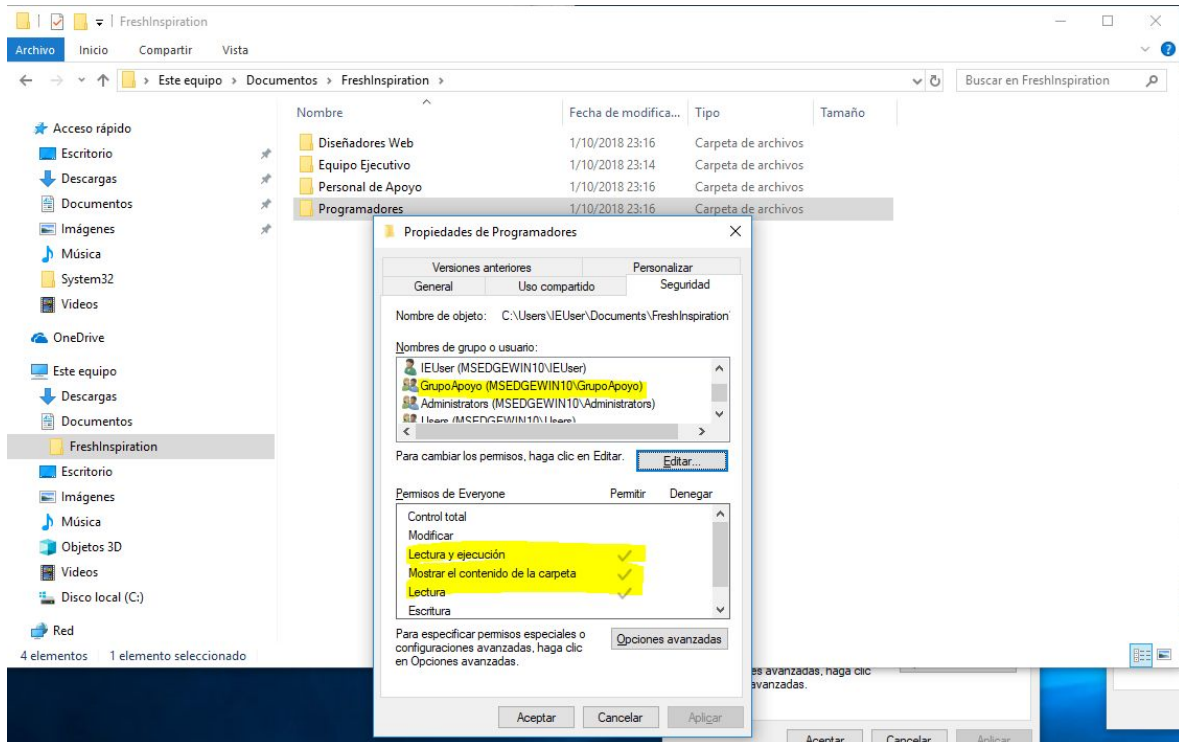 FreshInspiration
Archivo Inicio Compartir Vista
Este equipo > Documentos > FreshInspiration >
Buscar en FreshInspiration
Nombre Fecha de modifica... Tipo Tamaño
Diseñadores Web 1/10/2018 23:16 Carpeta de archivos
Equipo Ejecutivo 1/10/2018 23:14 Carpeta de archivos
Personal de Apoyo 1/10/2018 23:16 Carpeta de archivos
Programadores 1/10/2018 23:16 Carpeta de archivos
Acceso rápido
Escritorio
Descargas
Documentos
Imágenes
Música
System32
Videos
OneDrive
Este equipo
Descargas
Documentos
FreshInspiration
Escritorio
Imágenes
Música
Objetos 3D
Videos
Disco local (C:)
Red
4 elementos 1 elemento seleccionado
Propiedades de Programadores
Versiones anteriores Personalizar
General Uso compartido Seguridad
Nombre de objeto: C:\Users\IEUser\Documents\FreshInspiration
Nombres de grupo o usuario:
IEUser (MSEDGEWIN10\IEUser)
GrupoApoyo (MSEDGEWIN10\GrupoApoyo)
Administrators (MSEDGEWIN10\Administrators)
Users (MSEDGEWIN10\Users)
Para cambiar los permisos, haga clic en Editar.
Editar...
Permisos de Everyone Permitir Denegar
Control total
Modificar
Lectura y ejecución
Mostrar el contenido de la carpeta
Lectura
Escritura
Para especificar permisos especiales o
configuraciones avanzadas, haga clic
en Opciones avanzadas.
Opciones avanzadas
Aceptar Cancelar Aplicar
avanzadas, haga clic
avanzadas.
Aceptar Cancelar Aplicar